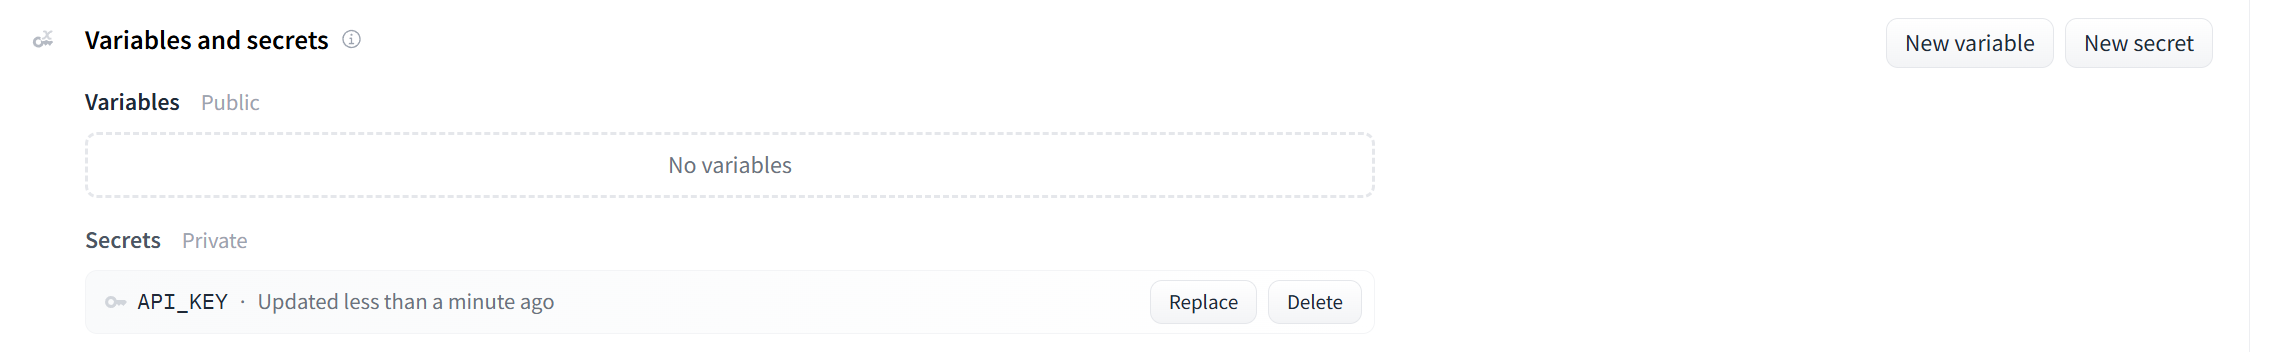 Variables and secrets
New variable
New secret
Variables Public
No variables
Secrets Private
API_KEY · Updated less than a minute ago
Replace
Delete